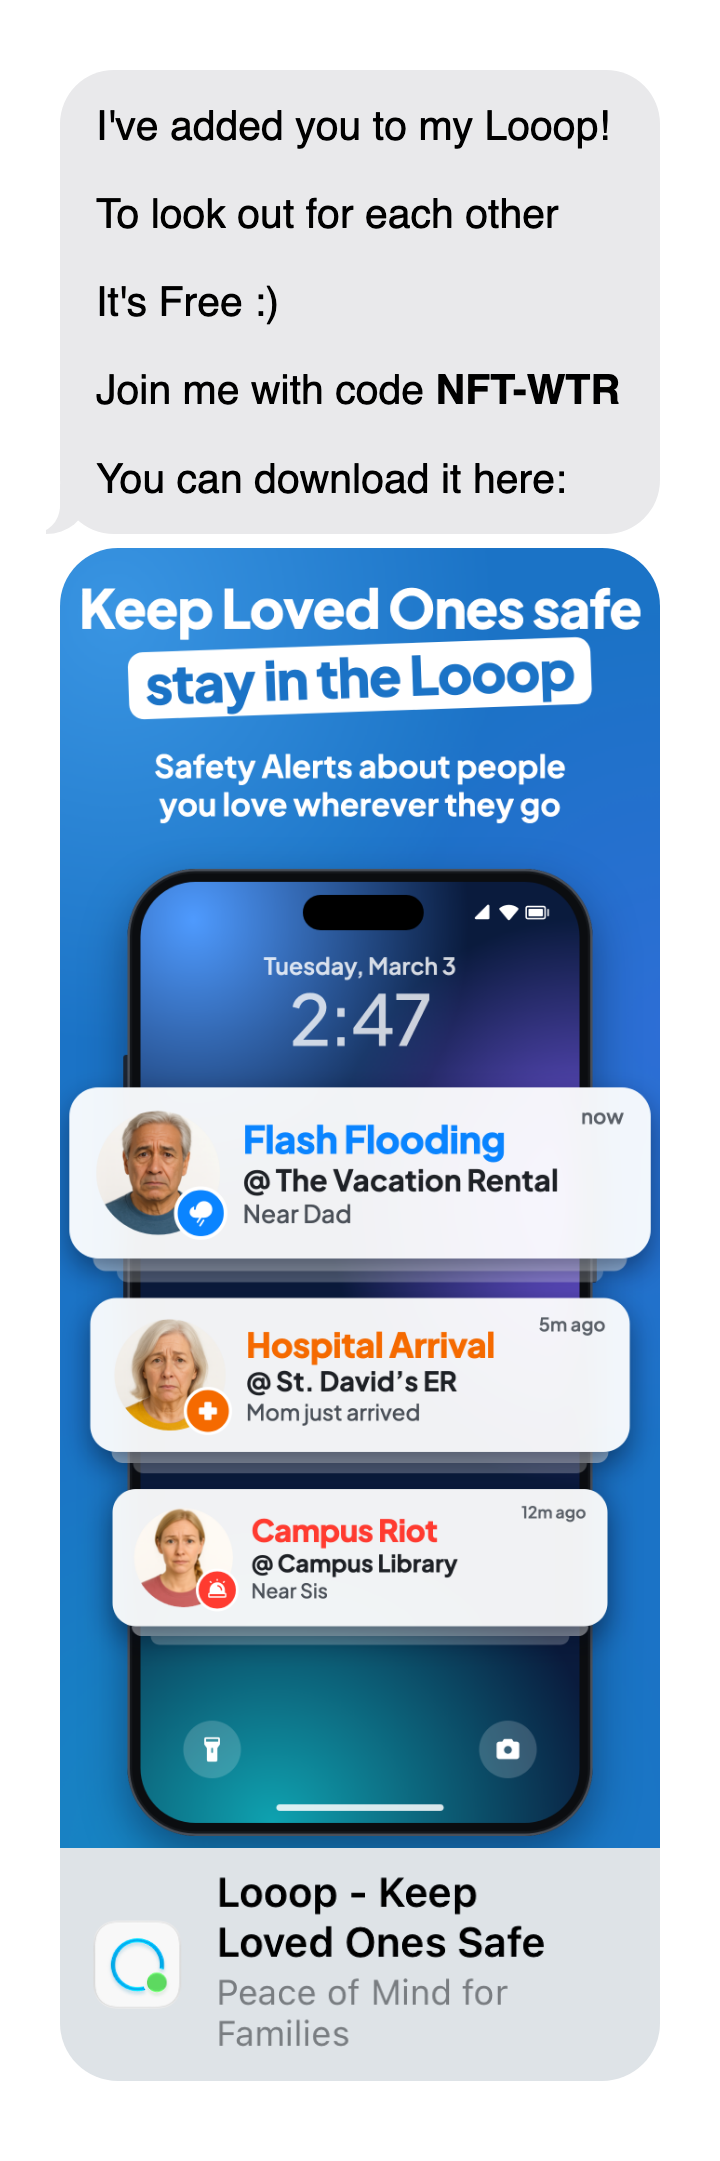 I've added you to my Looop!
To look out for each other
It's Free :)
Join me with code NFT-WTR
You can download it here:
Keep Loved Ones safe
stay in the Looop
Safety Alerts about people
you love wherever they go
Tuesday, March 3
2:47
now
Flash Flooding
@ The Vacation Rental
Near Dad
5m ago
Hospital Arrival
@ St. David’s ER
Mom just arrived
12m ago
Campus Riot
@ Campus Library
Near Sis
Looop - Keep
Loved Ones Safe
Peace of Mind for
Families